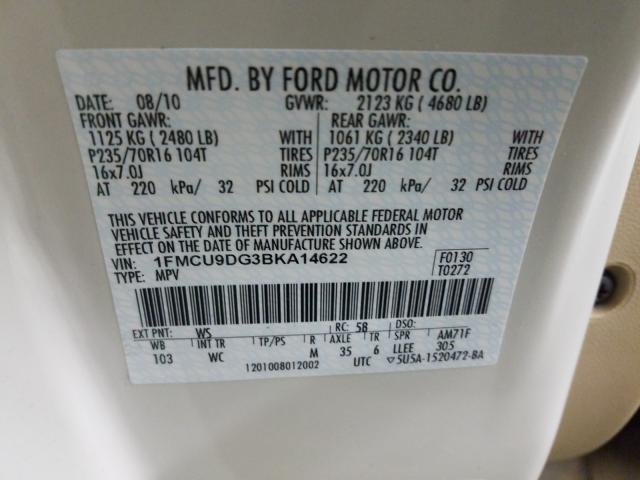 MFD. BY FORD MOTOR CO.
DATE: 08/10 GVWR: 2123 KG ( 4680 LB)
FRONT GAWR: REAR GAWR:
1125 KG ( 2480 LB) WITH 1061 KG ( 2340 LB) WITH
P235/70R16 104T TIRES P235/70R16 104T TIRES
16x7.0J RIMS 16x7.0J RIMS
AT 220 kPa/ 32 PSI COLD AT 220 kPa/ 32 PSI COLD
THIS VEHICLE CONFORMS TO ALL APPLICABLE FEDERAL MOTOR
VEHICLE SAFETY AND THEFT PREVENTION STANDARDS IN
EFFECT ON THE DATE OF MANUFACTURE SHOWN ABOVE.
VIN: 1FMCU9DG3BKA14622 F0130
TYPE: MPV T0272
EXT PNT: WS RC: 58 DSO:
WB INT TR TP/PS R AXLE TR SPR AM71F
103 WC M 35 6 LLEE 305
1201008012002 UTC ▽5U5A-1520472-BA